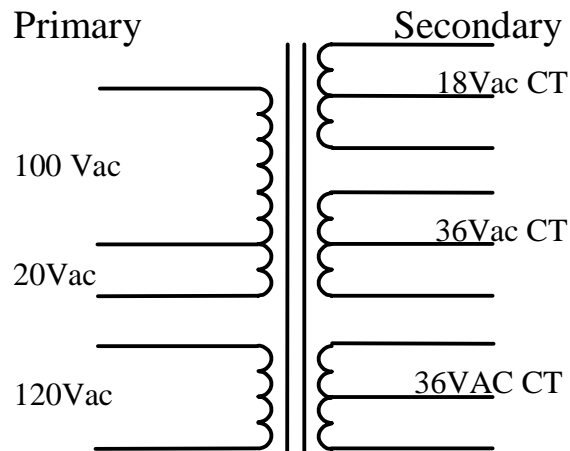 Primary
Secondary
18Vac CT
100 Vac
36Vac CT
20Vac
36VAC CT
120Vac